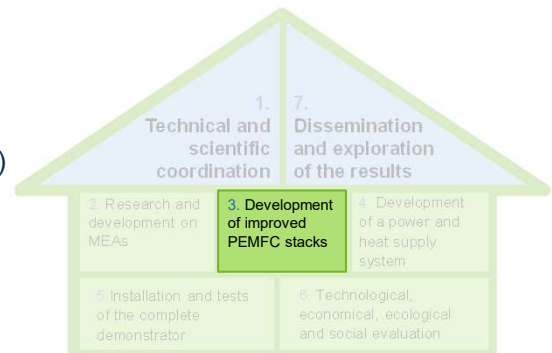 )
1.
Technical and
scientific
coordination
7.
Dissemination
and exploration
of the results
2. Research and
development on
MEAs
3. Development
of improved
PEMFC stacks
4. Development
of a power and
heat supply
system
5.Installation and tests
of the complete
demonstrator
6. Technological,
economical, ecological
and social evaluation